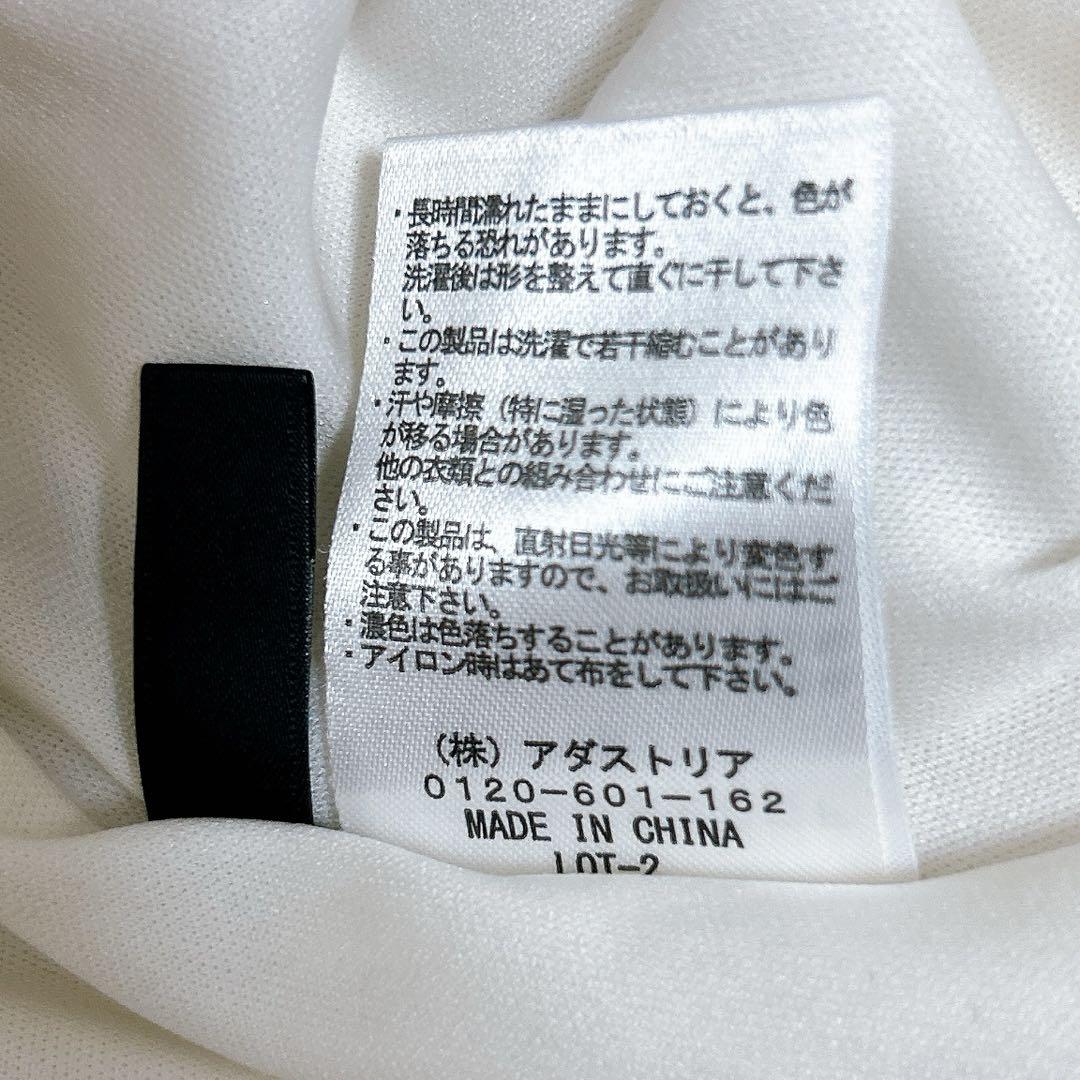 ・長時間濡れたままにしておくと、色が
落ちる恐れがあります。
洗濯後は形を整えて直ぐに干して下さ
い。
・この製品は洗濯で若干縮むことがあり
ます。
・汗や摩擦（特に湿った状態）により色
が移る場合があります。
他の衣類との組み合わせにご注意くだ
さい。
・この製品は、直射日光等により変色す
る事がありますので、お取扱いにはご
注意下さい。
・濃色は色落ちすることがあります。
・アイロン時はあて布をして下さい。
（株）アダストリア
0120-601-162
MADE IN CHINA
LOT-2